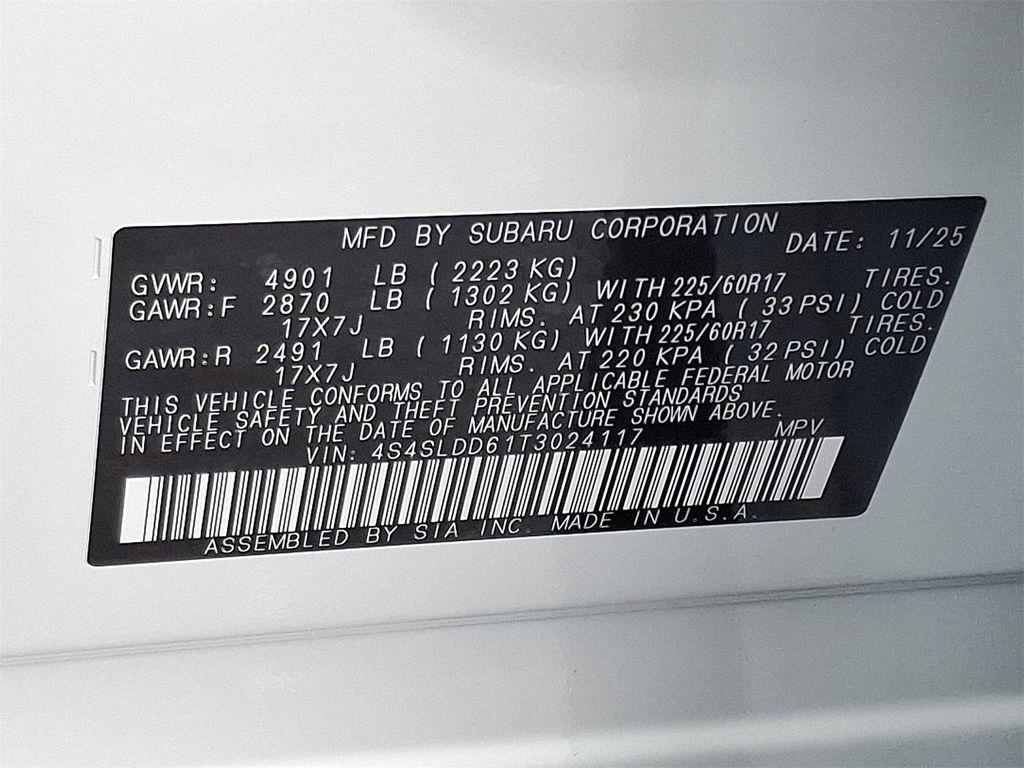 MFD BY SUBARU CORPORATION DATE: 11/25
GVWR: 4901 LB ( 2223 KG)
GAWR:F 2870 LB ( 1302 KG) WITH 225/60R17 TIRES.
17X7J RIMS. AT 230 KPA ( 33 PSI) COLD
GAWR:R 2491 LB ( 1130 KG) WITH 225/60R17 TIRES.
17X7J RIMS. AT 220 KPA ( 32 PSI) COLD
THIS VEHICLE CONFORMS TO ALL APPLICABLE FEDERAL MOTOR
VEHICLE SAFETY AND THEFT PREVENTION STANDARDS
IN EFFECT ON THE DATE OF MANUFACTURE SHOWN ABOVE.
VIN: 4S4SLDD61T3024117 MPV
ASSEMBLED BY SIA INC. MADE IN U.S.A.